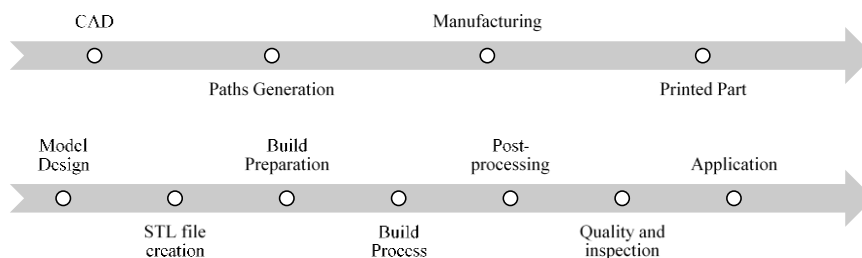 CAD
Manufacturing
Paths Generation
Printed Part
Model
Design
Build
Preparation
Post-
processing
Application
STL file
creation
Build
Process
Quality and
inspection